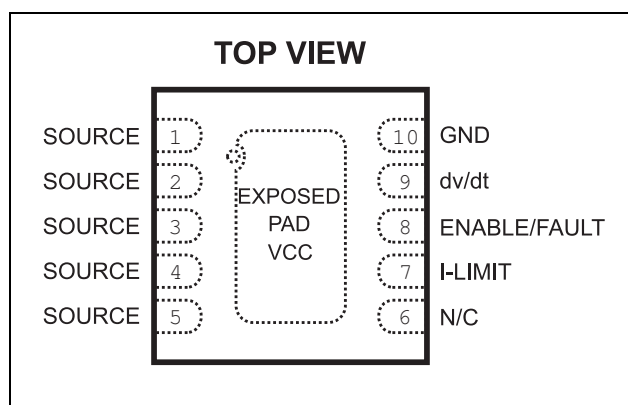 TOP VIEW
SOURCE 1 10 GND
SOURCE 2 9 dv/dt
EXPOSED
PAD
VCC
SOURCE 3 8 ENABLE/FAULT
SOURCE 4 7 I-LIMIT
SOURCE 5 6 N/C